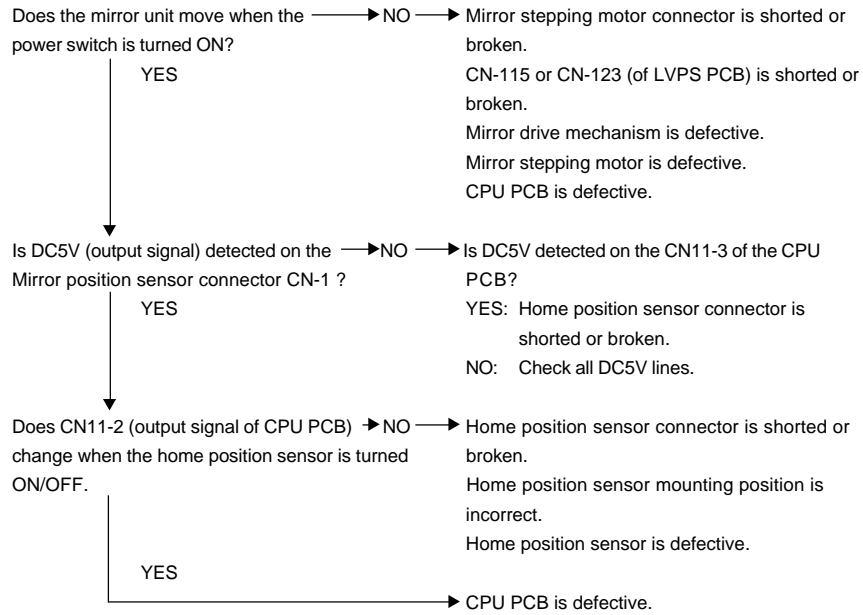 Does the mirror unit move when the
power switch is turned ON?
NO
Mirror stepping motor connector is shorted or
broken.
CN-115 or CN-123 (of LVPS PCB) is shorted or
broken.
Mirror drive mechanism is defective.
Mirror stepping motor is defective.
CPU PCB is defective.
YES
Is DC5V (output signal) detected on the
Mirror position sensor connector CN-1 ?
NO
Is DC5V detected on the CN11-3 of the CPU
PCB?
YES: Home position sensor connector is
shorted or broken.
NO: Check all DC5V lines.
YES
Does CN11-2 (output signal of CPU PCB)
change when the home position sensor is turned
ON/OFF.
NO
Home position sensor connector is shorted or
broken.
Home position sensor mounting position is
incorrect.
Home position sensor is defective.
YES
CPU PCB is defective.